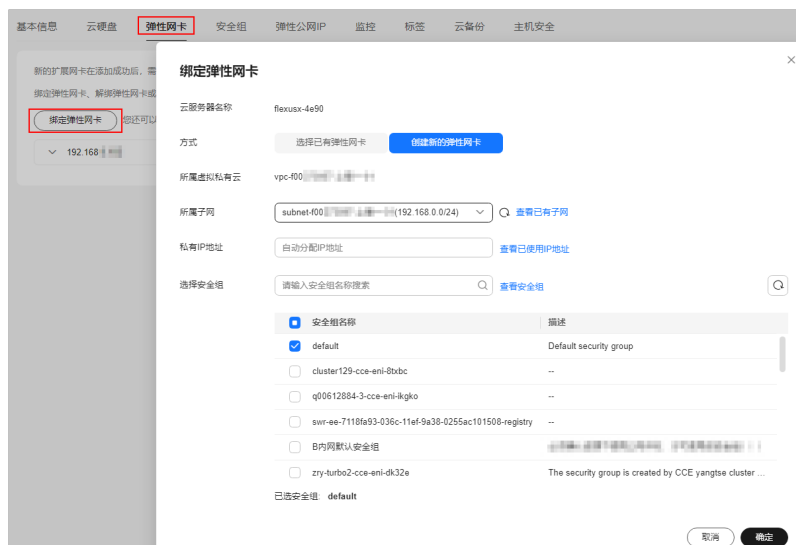 基本信息 云硬盘 弹性网卡 安全组 弹性公网IP 监控 标签 云备份 主机安全
新的扩展网卡在添加成功后，需
绑定弹性网卡、解绑弹性网卡或
绑定弹性网卡 您还可以
192.168
绑定弹性网卡
云服务器名称 flexusx-4e90
方式 选择已有弹性网卡 创建新的弹性网卡
所属虚拟私有云 vpc-f00
所属子网 subnet-f00 (192.168.0.0/24) 查看已有子网
私有IP地址 自动分配IP地址 查看已使用IP地址
选择安全组 请输入安全组名称搜索 查看安全组
安全组名称 描述
default Default security group
cluster129-cce-eni-8txbc --
q00612884-3-cce-eni-ikgko --
swr-ee-7118fa93-036c-11ef-9a38-0255ac101508-registry --
B内网默认安全组
zry-turbo2-cce-eni-dk32e The security group is created by CCE yangtse cluster ...
已选安全组: default
取消 确定